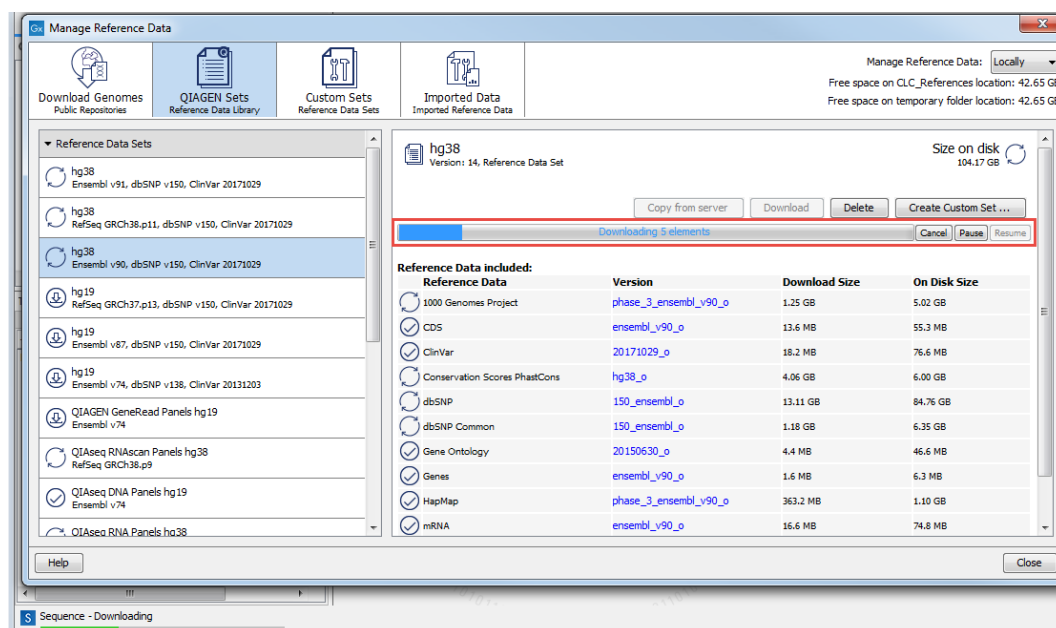 Gx Manage Reference Data
Download Genomes
Public Repositories
QIAGEN Sets
Reference Data Library
Custom Sets
Reference Data Sets
Imported Data
Imported Reference Data
Manage Reference Data: Locally
Free space on CLC_References location: 42.65 G
Free space on temporary folder location: 42.65 G
Reference Data Sets
hg38
Ensembl v91, dbSNP v150, ClinVar 20171029
hg38
RefSeq GRCh38.p11, dbSNP v150, ClinVar 20171029
hg38
Ensembl v90, dbSNP v150, ClinVar 20171029
hg19
RefSeq GRCh37.p13, dbSNP v150, ClinVar 20171029
hg19
Ensembl v87, dbSNP v150, ClinVar 20171029
hg19
Ensembl v74, dbSNP v138, ClinVar 20131203
QIAGEN GeneRead Panels hg19
Ensembl v74
QIAseq RNAscan Panels hg38
RefSeq GRCh38.p9
QIAseq DNA Panels hg19
Ensembl v74
QIAseq RNA Panels hg38
hg38
Version: 14, Reference Data Set
Size on disk
104.17 GB
Copy from server Download Delete Create Custom Set ...
Downloading 5 elements Cancel Pause Resume
Reference Data included:
Reference Data Version Download Size On Disk Size
1000 Genomes Project phase_3_ensembl_v90_o 1.25 GB 5.02 GB
CDS ensembl_v90_o 13.6 MB 55.3 MB
ClinVar 20171029_o 18.2 MB 76.6 MB
Conservation Scores PhastCons hg38_o 4.06 GB 6.00 GB
dbSNP 150_ensembl_o 13.11 GB 84.76 GB
dbSNP Common 150_ensembl_o 1.18 GB 6.35 GB
Gene Ontology 20150630_o 4.4 MB 46.6 MB
Genes ensembl_v90_o 1.6 MB 6.3 MB
HapMap phase_3_ensembl_v90_o 363.2 MB 1.10 GB
mRNA ensembl_v90_o 16.6 MB 74.8 MB
Help
Close
S Sequence - Downloading